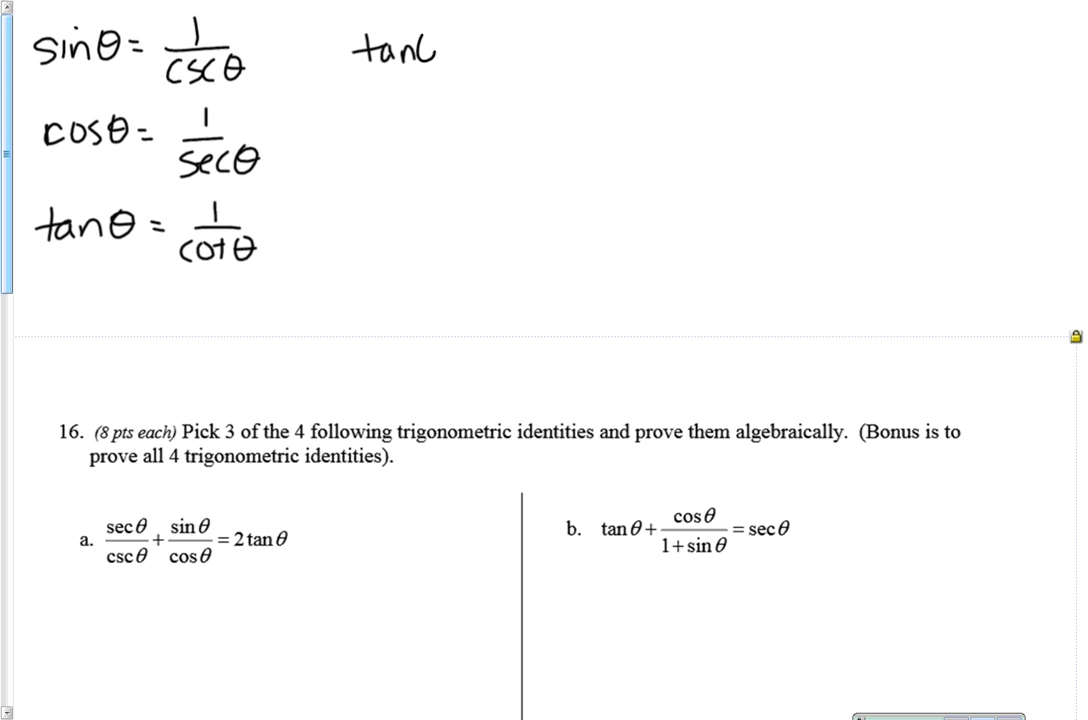 sinθ = 1/cscθ
tan
cosθ = 1/secθ
tanθ = 1/cotθ
16. (8 pts each) Pick 3 of the 4 following trigonometric identities and prove them algebraically. (Bonus is to
prove all 4 trigonometric identities).
a. secθ/cscθ + sinθ/cosθ = 2 tanθ
b. tanθ + cosθ/(1+sinθ) = secθ